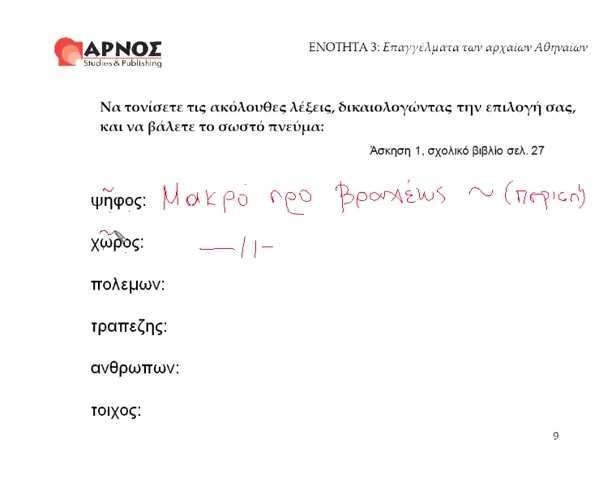 ΑΡΝΟΣ
Studies & Publishing
ΕΝΟΤΗΤΑ 3: Επαγγέλματα των αρχαίων Αθηναίων
Να τονίσετε τις ακόλουθες λέξεις, δικαιολογώντας την επιλογή σας,
και να βάλετε το σωστό πνεύμα:
Άσκηση 1, σχολικό βιβλίο σελ. 27
ψῆφος: Μακρό προ βραχέως ~ (περισπ)
χῶρος: —//—
πολεμων:
τραπεζης:
ανθρωπων:
τοιχος:
9